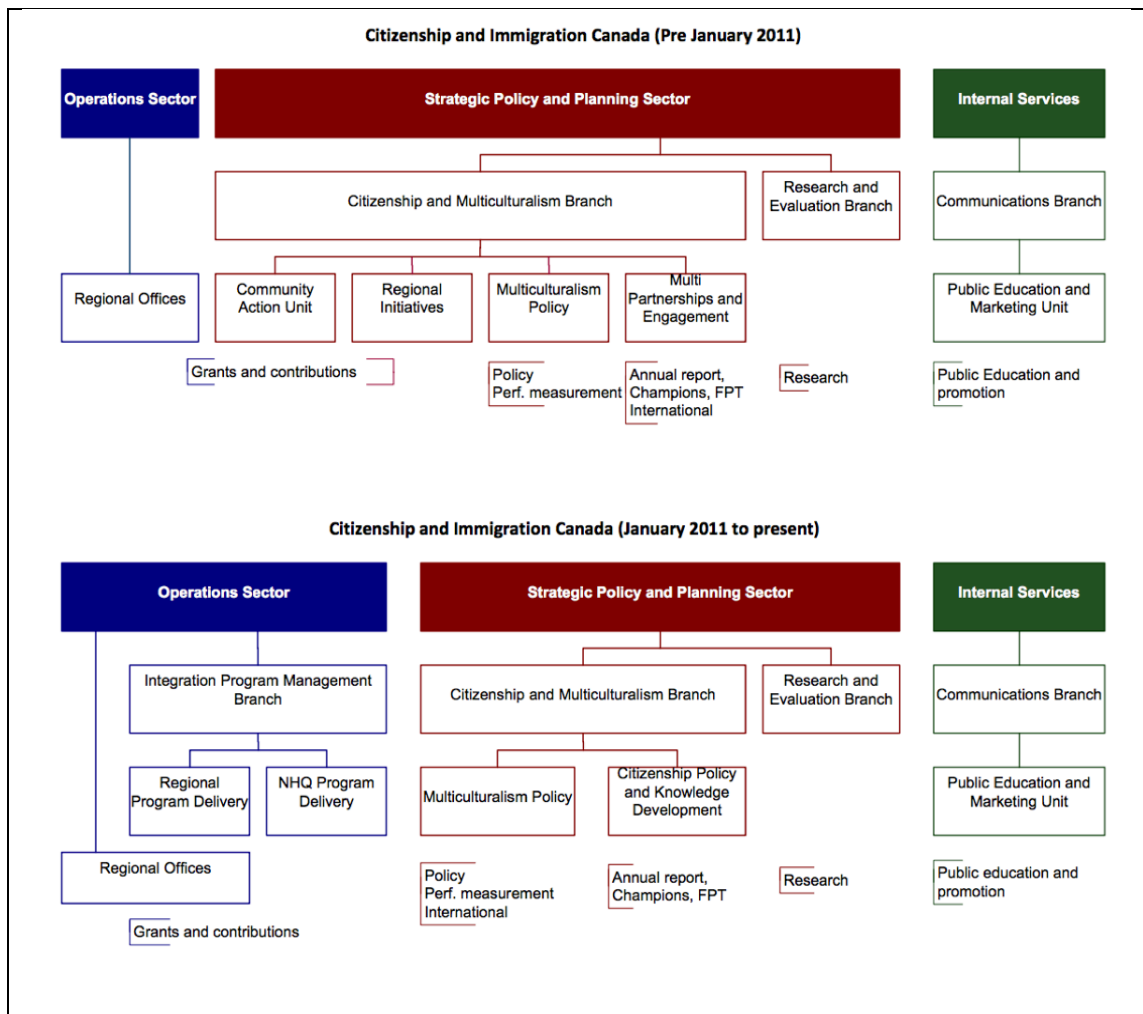 Citizenship and Immigration Canada (Pre January 2011)
Operations Sector
Strategic Policy and Planning Sector
Internal Services
Citizenship and Multiculturalism Branch
Research and
Evaluation Branch
Communications Branch
Regional Offices
Community
Action Unit
Regional
Initiatives
Multiculturalism
Policy
Multi
Partnerships and
Engagement
Public Education and
Marketing Unit
Grants and contributions
Policy
Perf. measurement
Annual report,
Champions, FPT
International
Research
Public Education and
promotion
Citizenship and Immigration Canada (January 2011 to present)
Operations Sector
Strategic Policy and Planning Sector
Internal Services
Integration Program Management
Branch
Citizenship and Multiculturalism Branch
Research and
Evaluation Branch
Communications Branch
Regional
Program Delivery
NHQ Program
Delivery
Multiculturalism Policy
Citizenship Policy
and Knowledge
Development
Public Education and
Marketing Unit
Regional Offices
Policy
Perf. measurement
International
Annual report,
Champions, FPT
Research
Public education and
promotion
Grants and contributions